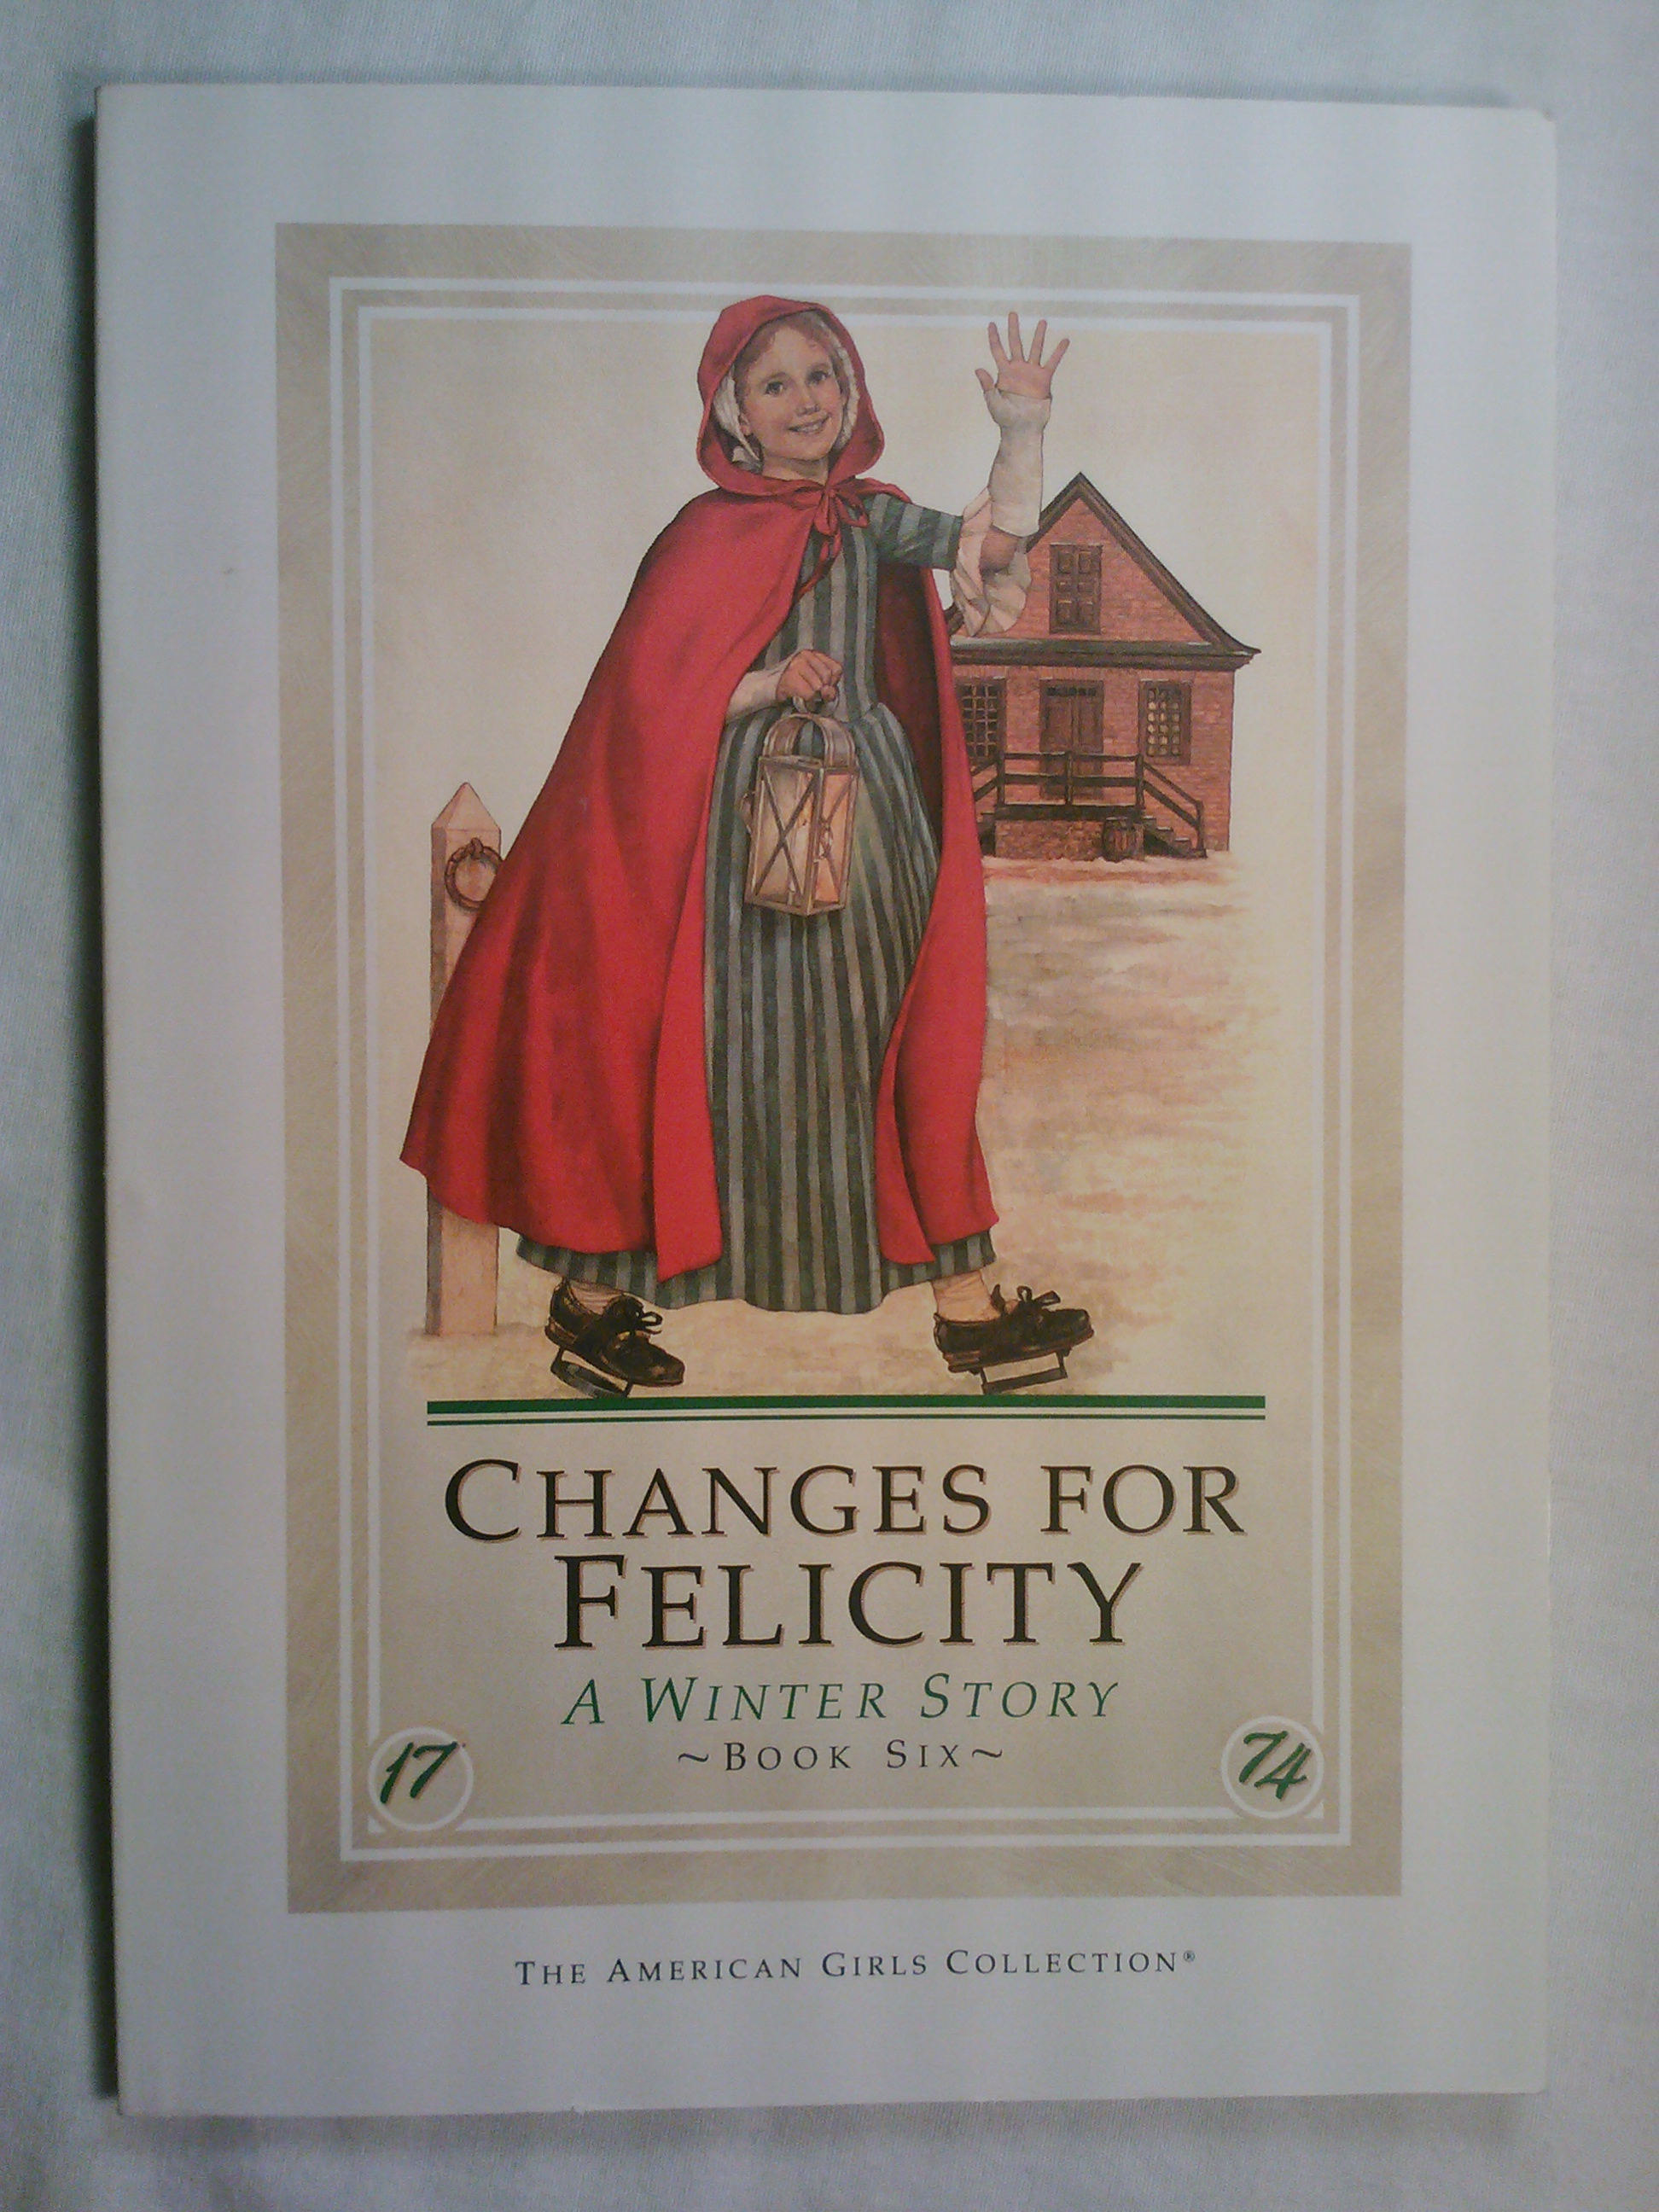 CHANGES FOR
FELICITY
A WINTER STORY
~BOOK SIX~
17
74
THE AMERICAN GIRLS COLLECTION®